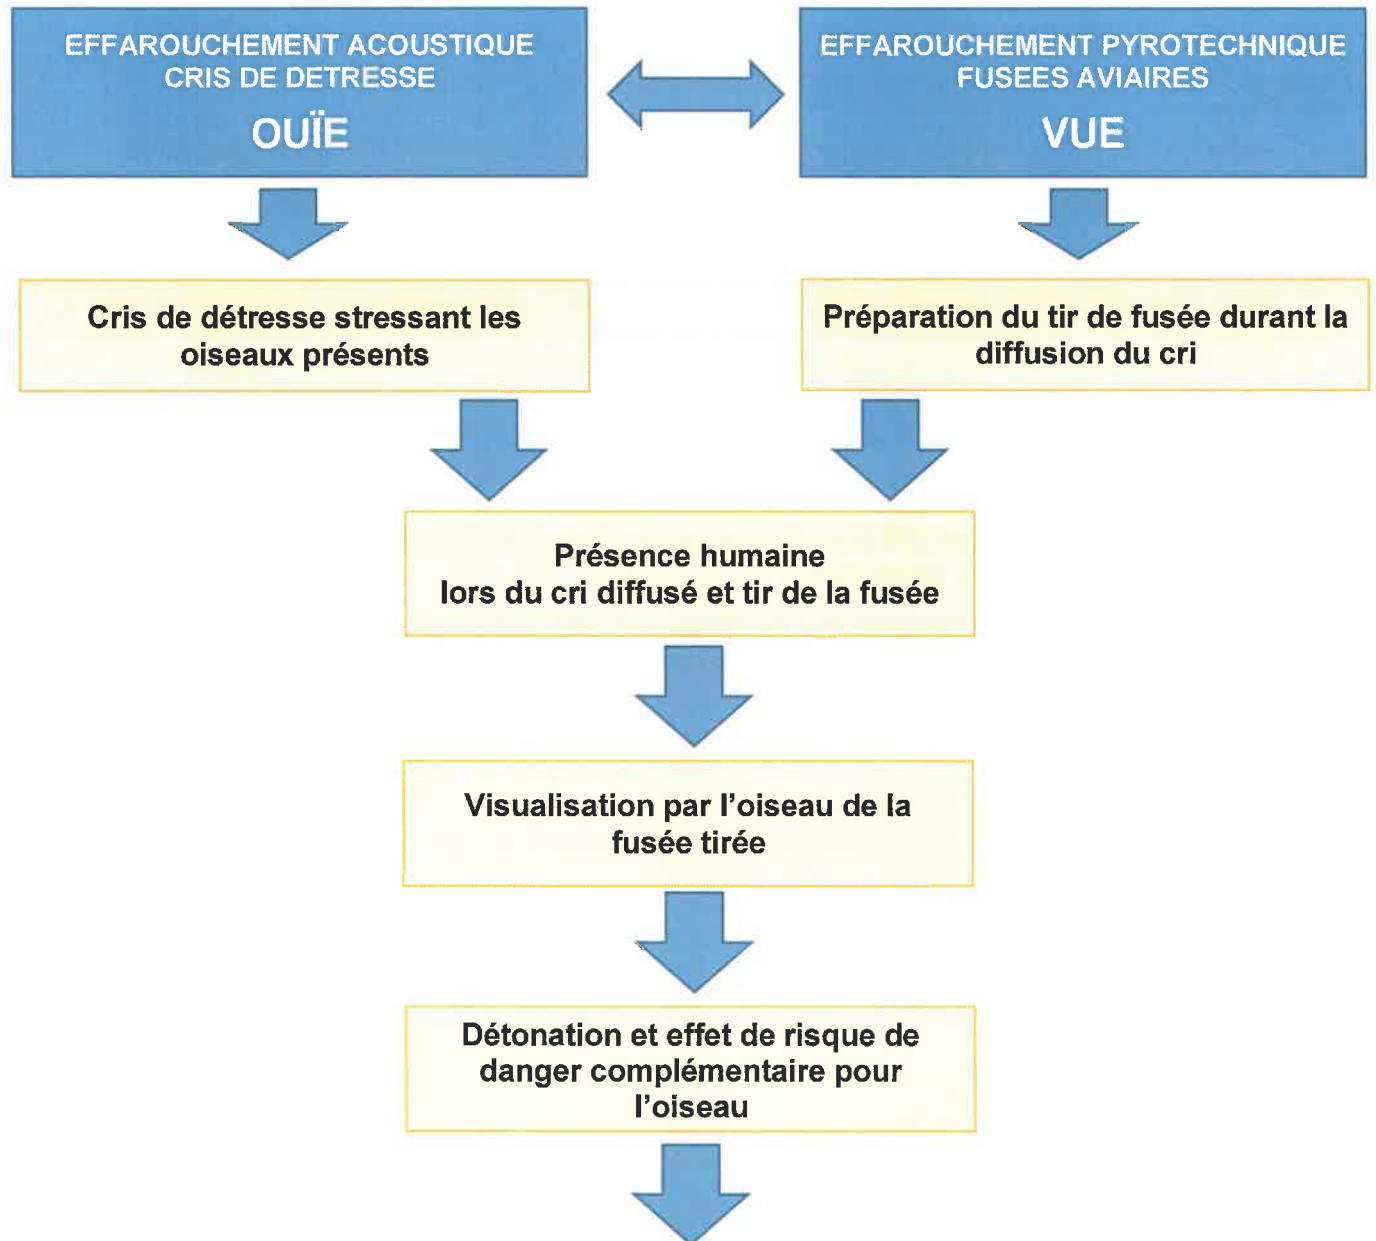 EFFAROUCHEMENT ACOUSTIQUE
CRIS DE DETRESSE
OUÏE
EFFAROUCHEMENT PYROTECHNIQUE
FUSEES AVIAIRES
VUE
Cris de détresse stressant les
oiseaux présents
Préparation du tir de fusée durant la
diffusion du cri
Présence humaine
lors du cri diffusé et tir de la fusée
Visualisation par l'oiseau de la
fusée tirée
Détonation et effet de risque de
danger complémentaire pour
l'oiseau